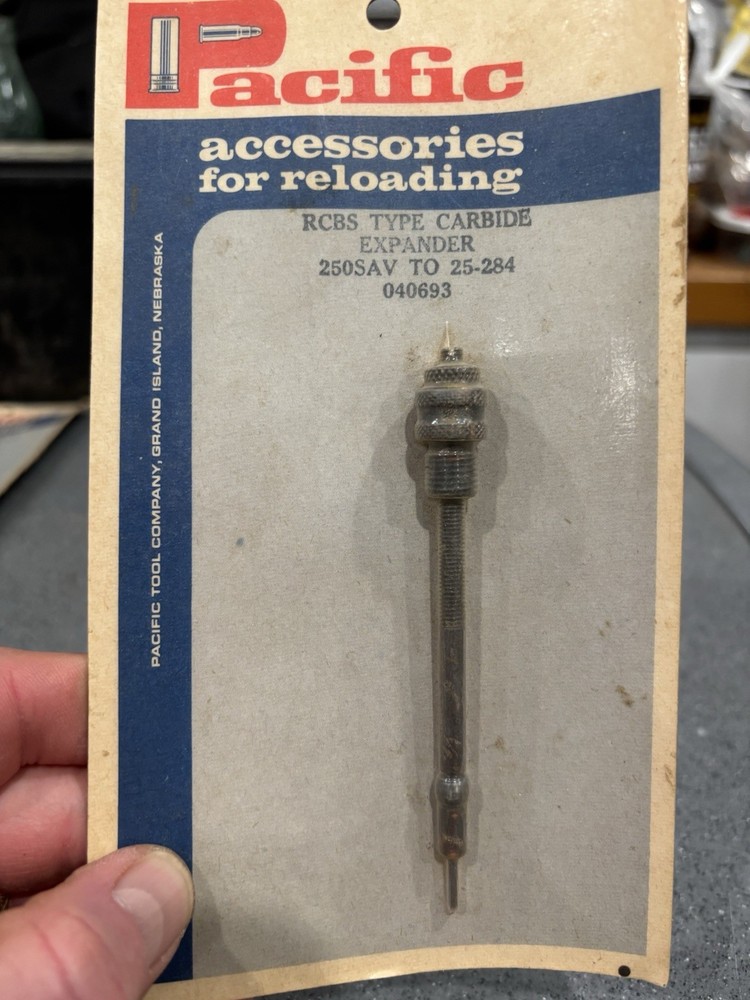 Pacific
accessories
for reloading
RCBS TYPE CARBIDE
EXPANDER
250SAV TO 25-284
040693
PACIFIC TOOL COMPANY, GRAND ISLAND, NEBRASKA